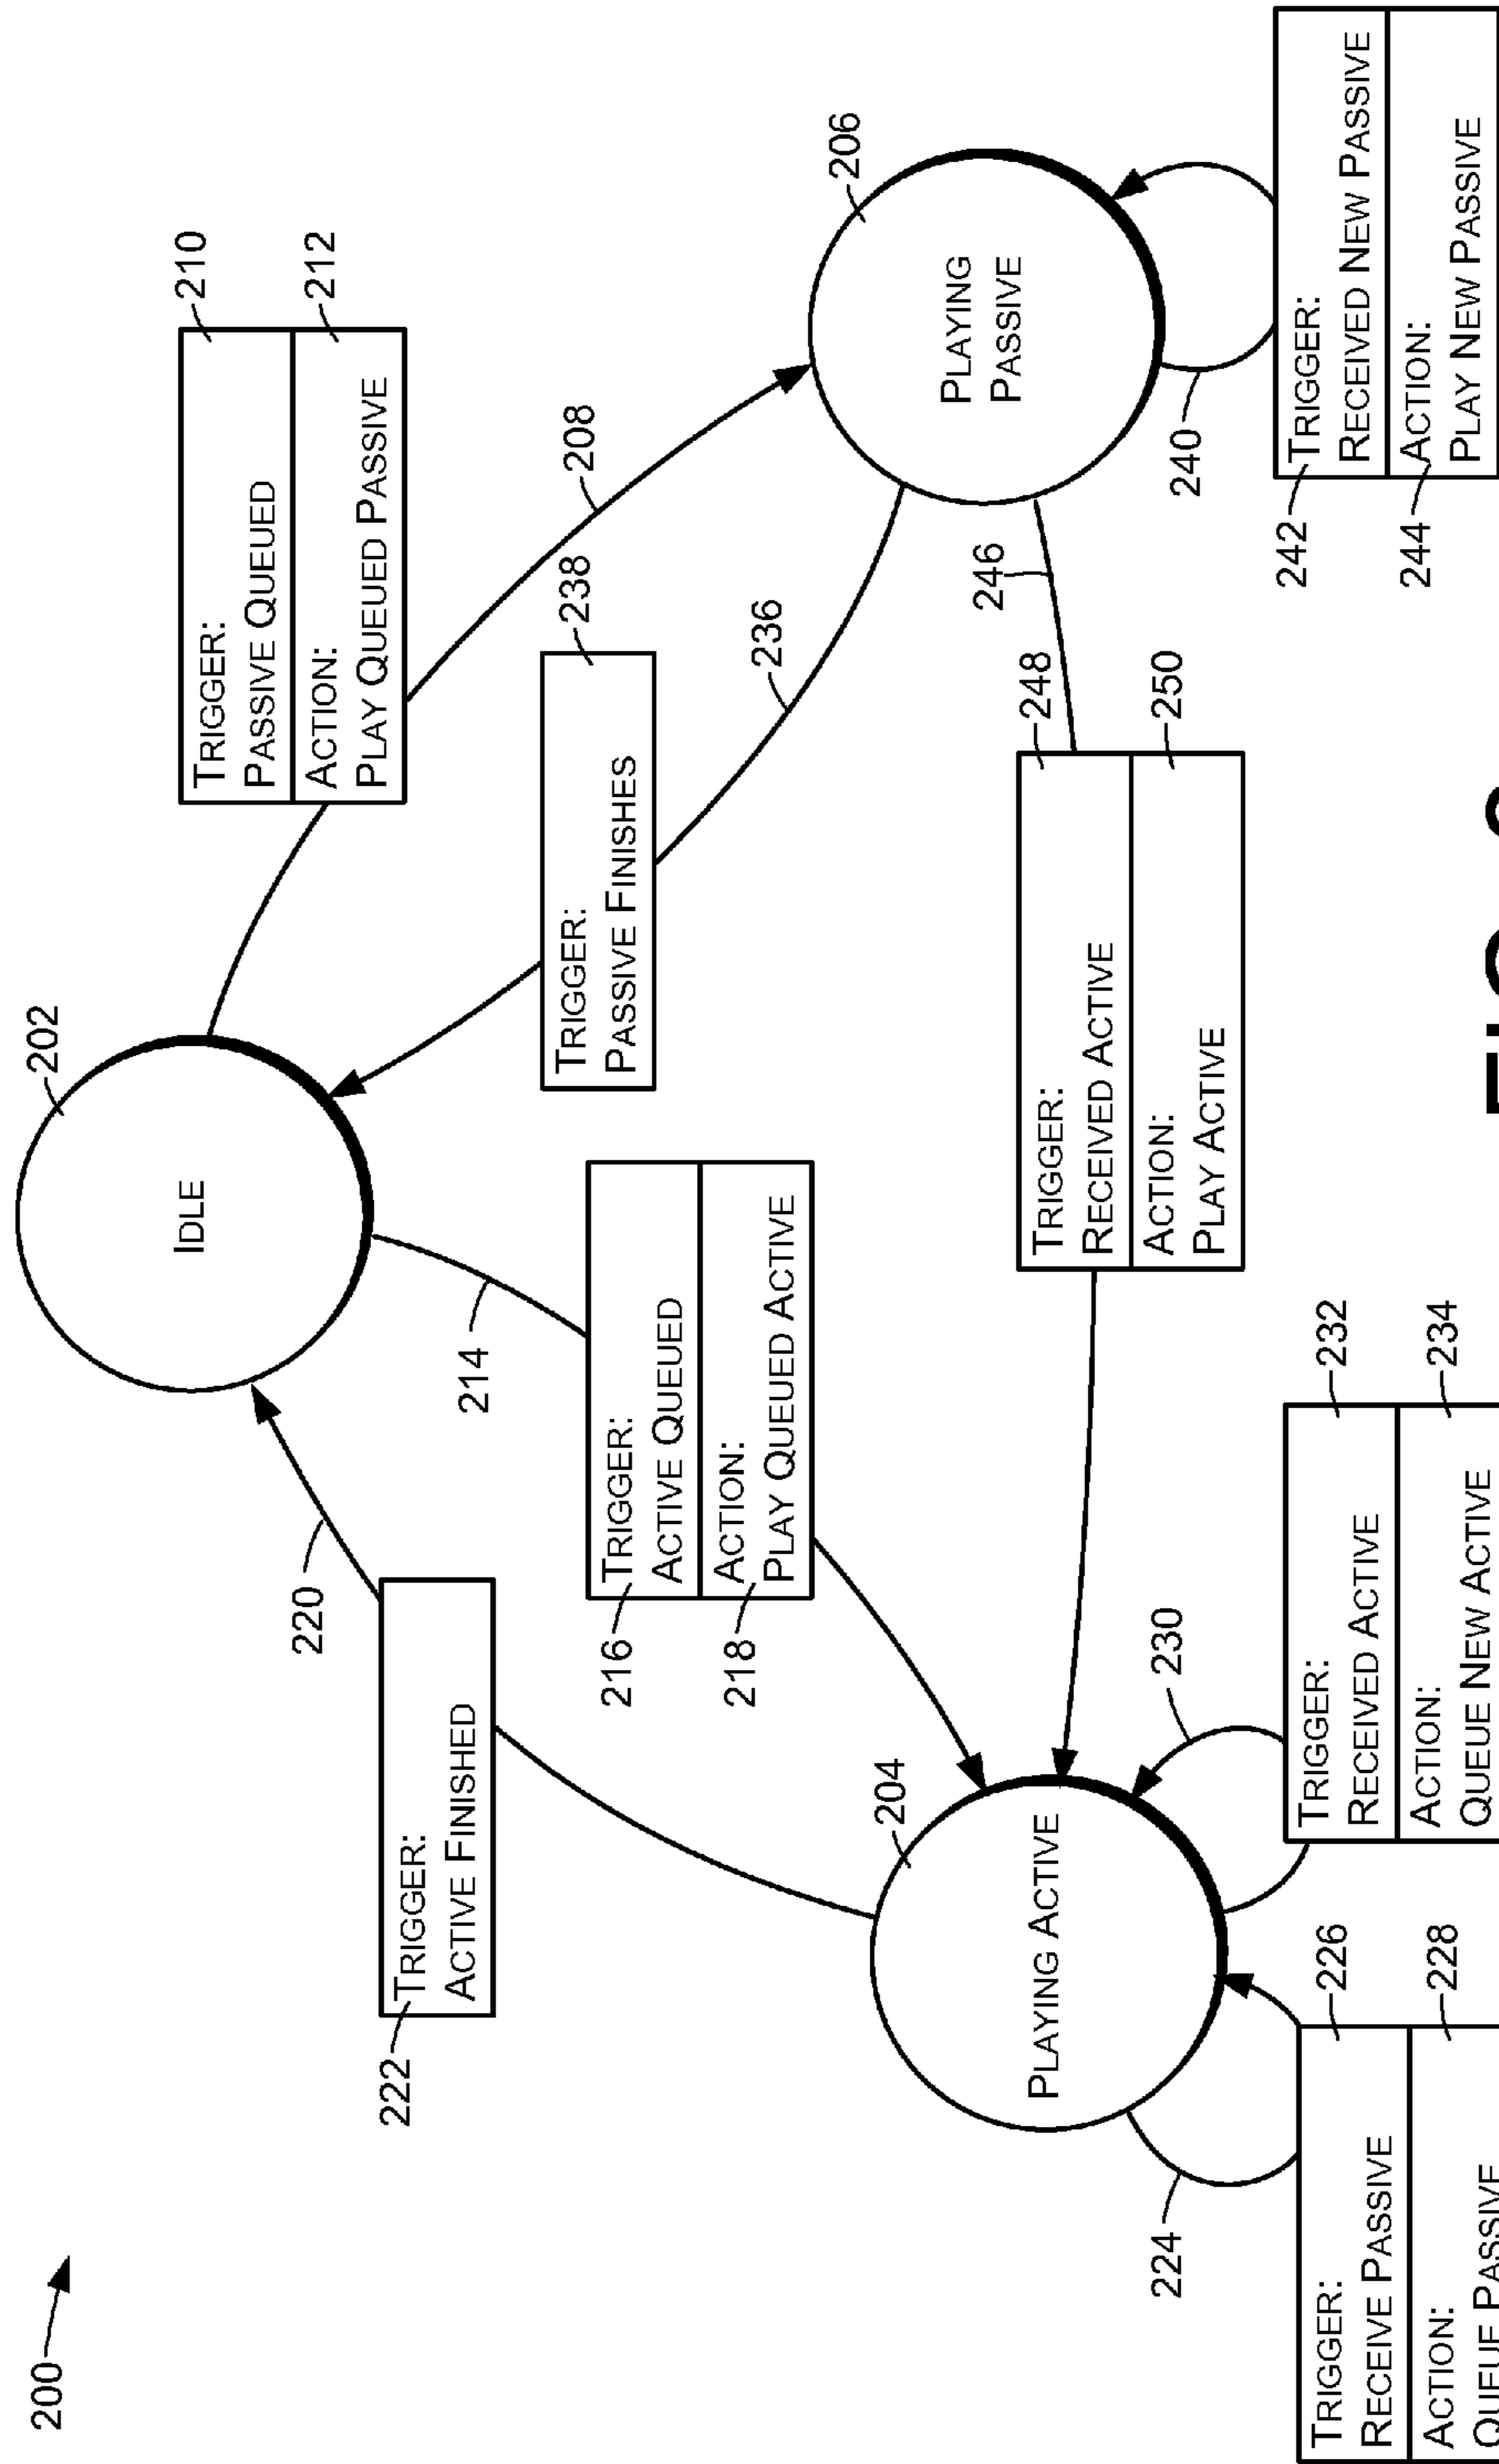 200
202
IDLE
210
TRIGGER:
PASSIVE QUEUED
212
ACTION:
PLAY QUEUED PASSIVE
208
220
222
TRIGGER:
ACTIVE FINISHED
214
238
TRIGGER:
PASSIVE FINISHES
236
216
TRIGGER:
ACTIVE QUEUED
218
ACTION:
PLAY QUEUED ACTIVE
206
PLAYING
PASSIVE
204
PLAYING ACTIVE
246
248
TRIGGER:
RECEIVED ACTIVE
250
ACTION:
PLAY ACTIVE
224
230
240
226
TRIGGER:
RECEIVE PASSIVE
228
ACTION:
QUEUE PASSIVE
232
TRIGGER:
RECEIVED ACTIVE
234
ACTION:
QUEUE NEW ACTIVE
242
TRIGGER:
RECEIVED NEW PASSIVE
244
ACTION:
PLAY NEW PASSIVE